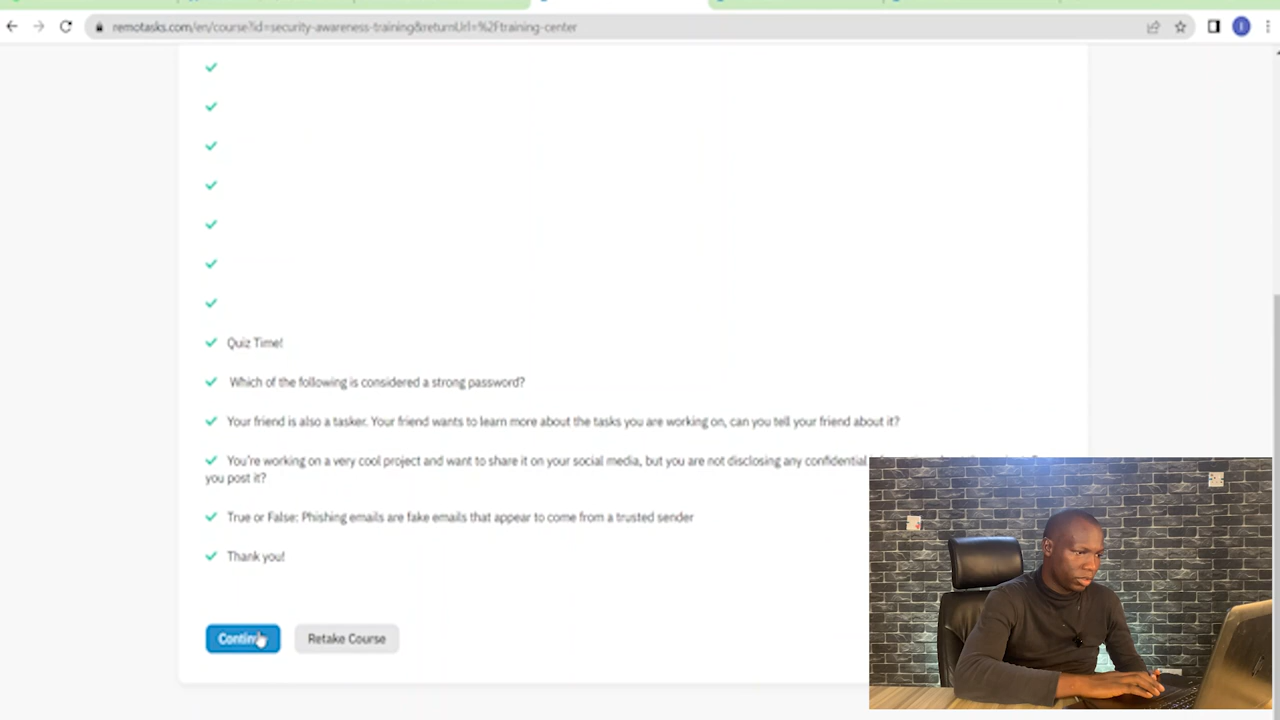 remotasks.com/en/course?id=security-awareness-training&returnUrl=%2Ftraining-center
Quiz Time!
Which of the following is considered a strong password?
Your friend is also a tasker. Your friend wants to learn more about the tasks you are working on, can you tell your friend about it?
You're working on a very cool project and want to share it on your social media, but you are not disclosing any confidential
you post it?
True or False: Phishing emails are fake emails that appear to come from a trusted sender
Thank you!
Continue Retake Course